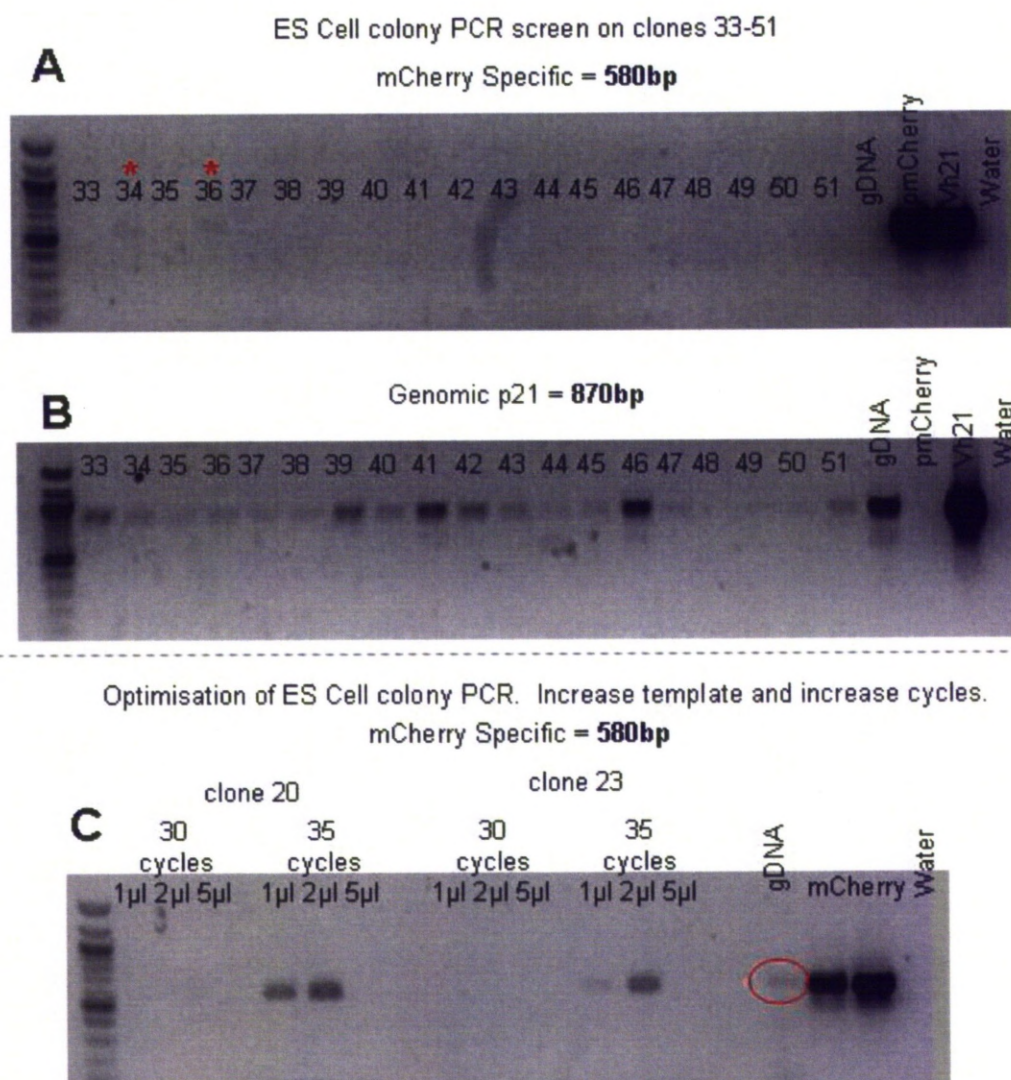 ES Cell colony PCR screen on clones 33-51
A
mCherry Specific = 580bp
* *
33 34 35 36 37 38 39 40 41 42 43 44 45 46 47 48 49 50 51 gDNA pmCherry Vh21 Water
B
Genomic p21 = 870bp
33 34 35 36 37 38 39 40 41 42 43 44 45 46 47 48 49 50 51 gDNA pmCherry Vh21 Water
Optimisation of ES Cell colony PCR. Increase template and increase cycles.
mCherry Specific = 580bp
clone 20 clone 23
C
30 35 30 35
cycles cycles cycles cycles
1µl 2µl 5µl 1µl 2µl 5µl 1µl 2µl 5µl 1µl 2µl 5µl gDNA mCherry Water